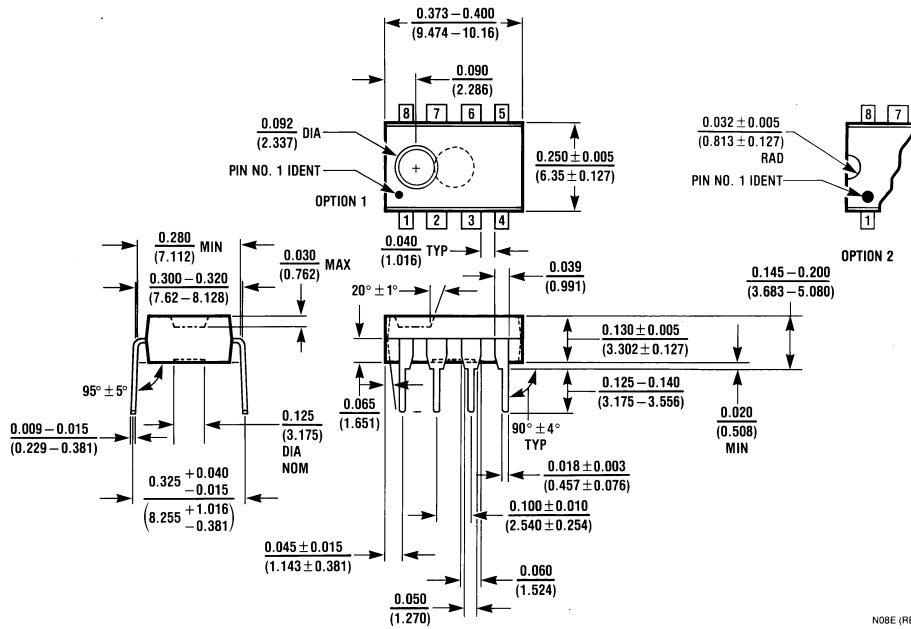 0.373 – 0.400
(9.474 – 10.16)
0.090
(2.286)
8 7 6 5
0.092 DIA
(2.337)
PIN NO. 1 IDENT
OPTION 1
0.250 ± 0.005
(6.35 ± 0.127)
1 2 3 4
8 7
0.032 ± 0.005
(0.813 ± 0.127)
RAD
PIN NO. 1 IDENT
1
OPTION 2
0.280 MIN
(7.112)
0.030 MAX
(0.762)
0.300 – 0.320
(7.62 – 8.128)
0.040 TYP
(1.016)
0.039
(0.991)
20° ± 1°
0.145 – 0.200
(3.683 – 5.080)
0.130 ± 0.005
(3.302 ± 0.127)
0.125 – 0.140
(3.175 – 3.556)
0.020
(0.508)
MIN
95° ± 5°
0.009 – 0.015
(0.229 – 0.381)
0.125
(3.175)
DIA
NOM
0.065
(1.651)
90° ± 4°
TYP
0.018 ± 0.003
(0.457 ± 0.076)
0.325 +0.040
−0.015
(8.255 +1.016
−0.381)
0.100 ± 0.010
(2.540 ± 0.254)
0.045 ± 0.015
(1.143 ± 0.381)
0.060
(1.524)
0.050
(1.270)
N08E (RE